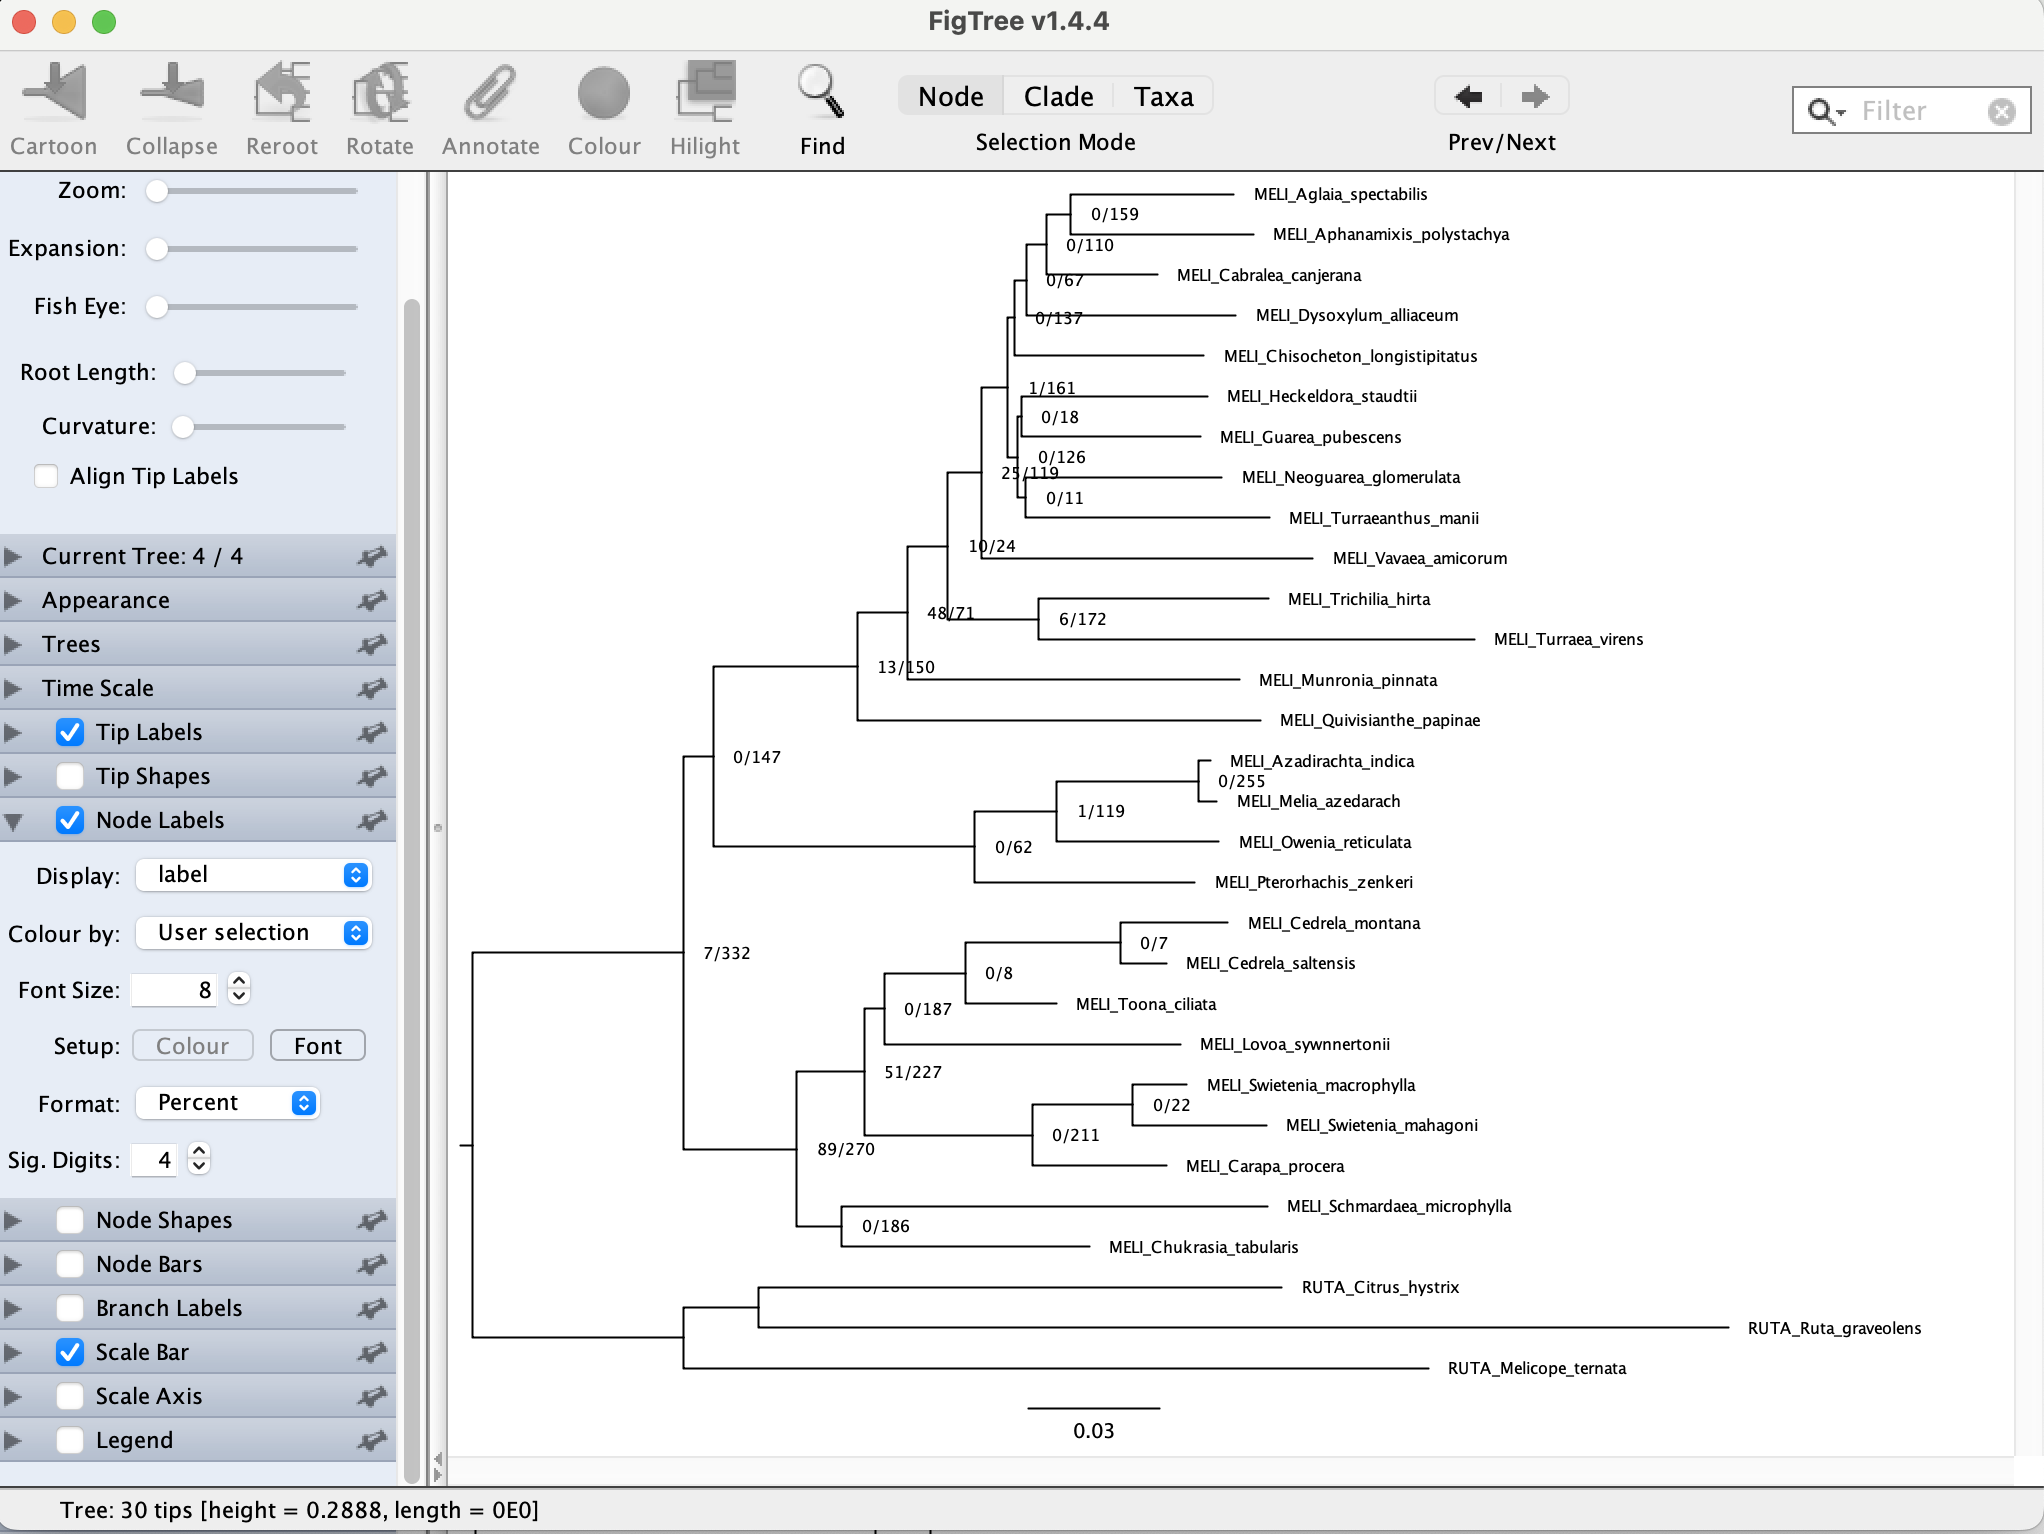 FigTree v1.4.4
Cartoon Collapse Reroot Rotate Annotate Colour Hilight Find
Node Clade Taxa
Selection Mode
Prev/Next
Filter
Zoom:
Expansion:
Fish Eye:
Root Length:
Curvature:
Align Tip Labels
Current Tree: 4 / 4
Appearance
Trees
Time Scale
Tip Labels
Tip Shapes
Node Labels
Display: label
Colour by: User selection
Font Size: 8
Setup: Colour Font
Format: Percent
Sig. Digits: 4
Node Shapes
Node Bars
Branch Labels
Scale Bar
Scale Axis
Legend
MELI_Aglaia_spectabilis
0/159
MELI_Aphanamixis_polystachya
0/110
MELI_Cabralea_canjerana
0/67
MELI_Dysoxylum_alliaceum
0/137
MELI_Chisocheton_longistipitatus
1/161
MELI_Heckeldora_staudtii
0/18
MELI_Guarea_pubescens
0/126
25/119
MELI_Neoguarea_glomerulata
0/11
MELI_Turraeanthus_manii
10/24
MELI_Vavaea_amicorum
MELI_Trichilia_hirta
48/71
6/172
MELI_Turraea_virens
13/150
MELI_Munronia_pinnata
MELI_Quivisianthe_papinae
0/147
MELI_Azadirachta_indica
0/255
MELI_Melia_azedarach
1/119
MELI_Owenia_reticulata
0/62
MELI_Pterorhachis_zenkeri
MELI_Cedrela_montana
0/7
7/332
MELI_Cedrela_saltensis
0/8
MELI_Toona_ciliata
0/187
MELI_Lovoa_sywnnertonii
51/227
MELI_Swietenia_macrophylla
0/22
MELI_Swietenia_mahagoni
0/211
89/270
MELI_Carapa_procera
MELI_Schmardaea_microphylla
0/186
MELI_Chukrasia_tabularis
RUTA_Citrus_hystrix
RUTA_Ruta_graveolens
RUTA_Melicope_ternata
0.03
Tree: 30 tips [height = 0.2888, length = 0E0]